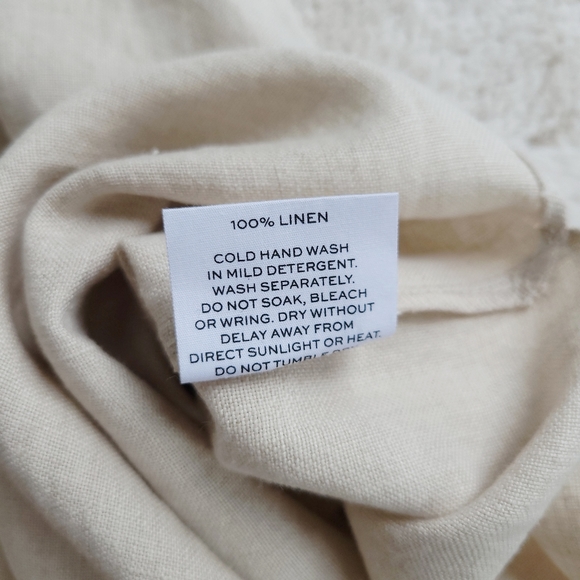 100% LINEN
COLD HAND WASH
IN MILD DETERGENT.
WASH SEPARATELY.
DO NOT SOAK, BLEACH
OR WRING. DRY WITHOUT
DELAY AWAY FROM
DIRECT SUNLIGHT OR HEAT.
DO NOT TUMBLE